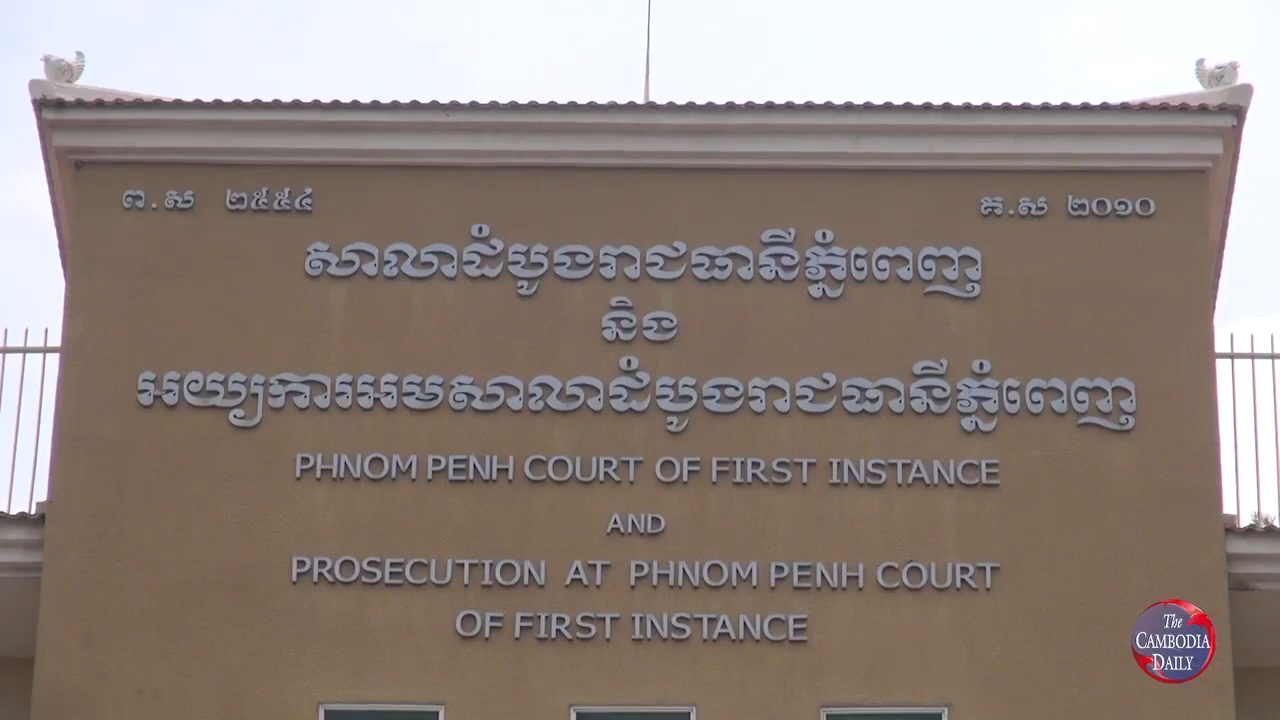 ព.ស ២៥៥៤
គ.ស ២០១០
សាលាដំបូងរាជធានីភ្នំពេញ
និង
អយ្យការអមសាលាដំបូងរាជធានីភ្នំពេញ
PHNOM PENH COURT OF FIRST INSTANCE
AND
PROSECUTION AT PHNOM PENH COURT
OF FIRST INSTANCE
The
CAMBODIA
DAILY